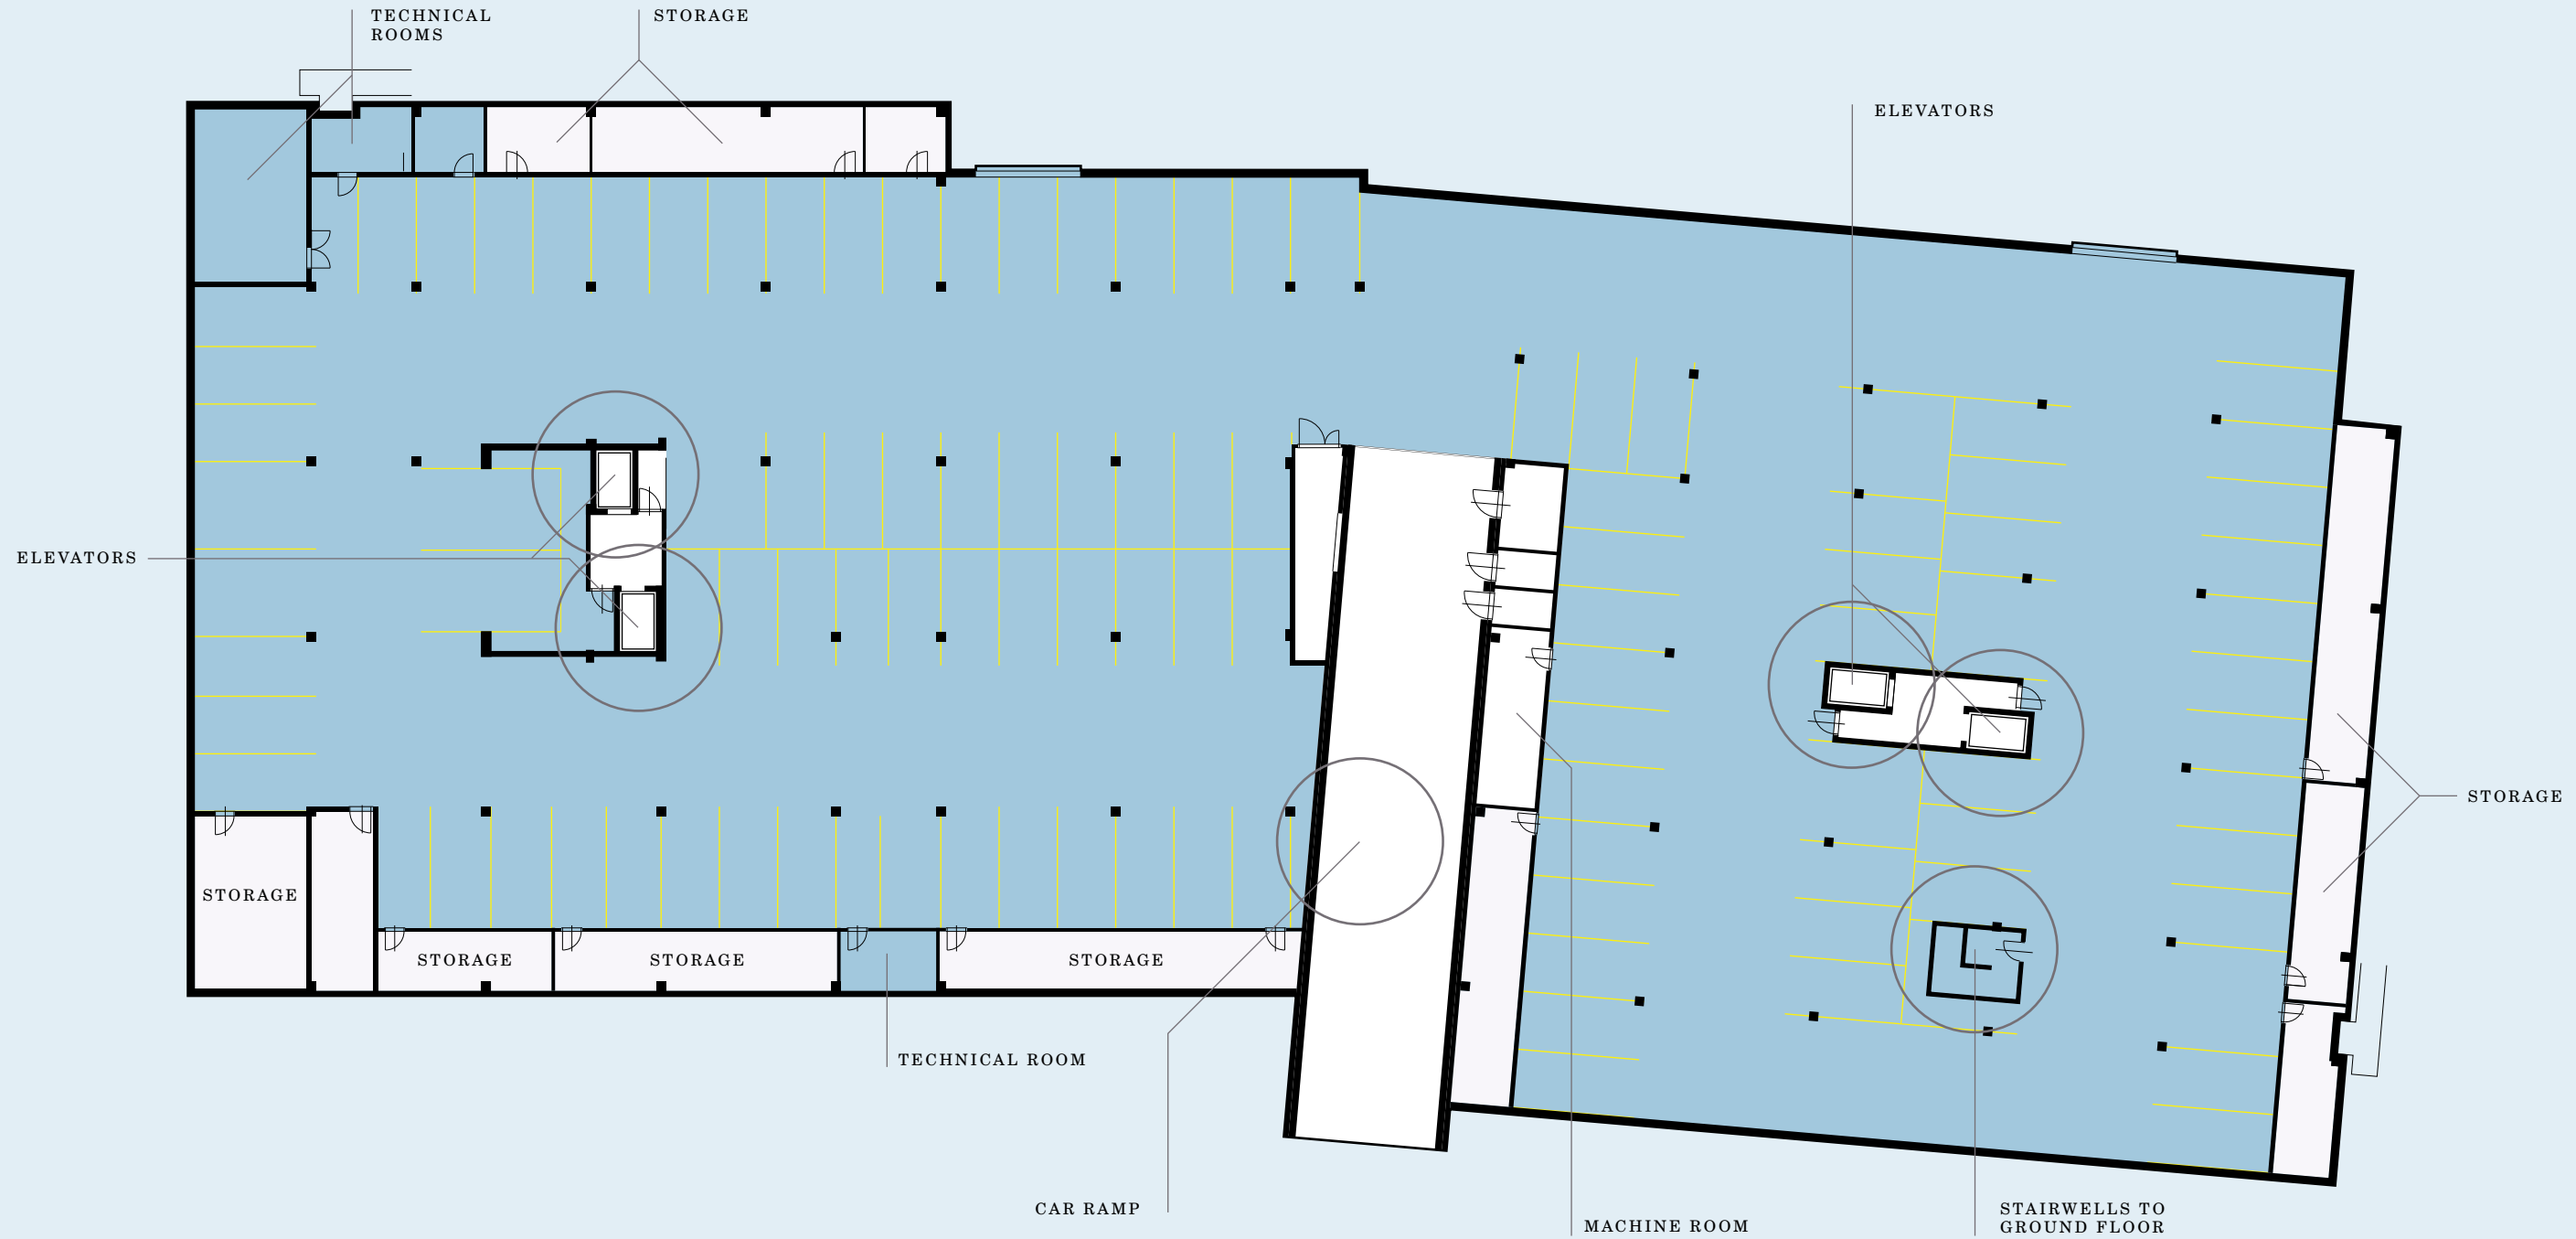 TECHNICAL
ROOMS
STORAGE
ELEVATORS
ELEVATORS
STORAGE
STORAGE
STORAGE
STORAGE
STORAGE
TECHNICAL ROOM
CAR RAMP
MACHINE ROOM
STAIRWELLS TO
GROUND FLOOR